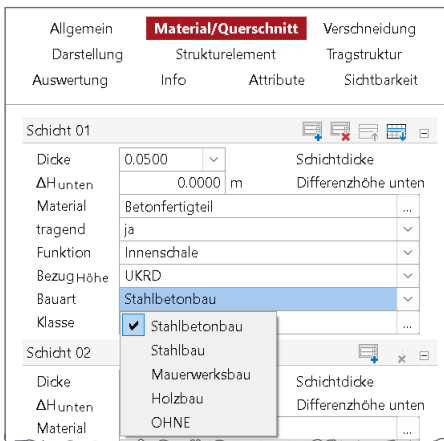 Allgemein Material/Querschnitt Verschneidung
Darstellung Strukturelement Tragstruktur
Auswertung Info Attribute Sichtbarkeit
Schicht 01
Dicke 0.0500 Schichtdicke
ΔHunten 0.0000 m Differenzhöhe unten
Material Betonfertigteil ...
tragend ja
Funktion Innenschale
BezugHöhe UKRD
Bauart Stahlbetonbau
Klasse ...
Stahlbetonbau
Stahlbau
Mauerwerksbau
Holzbau
OHNE
Schicht 02
Dicke Schichtdicke
ΔHunten Differenzhöhe unten
Material ...